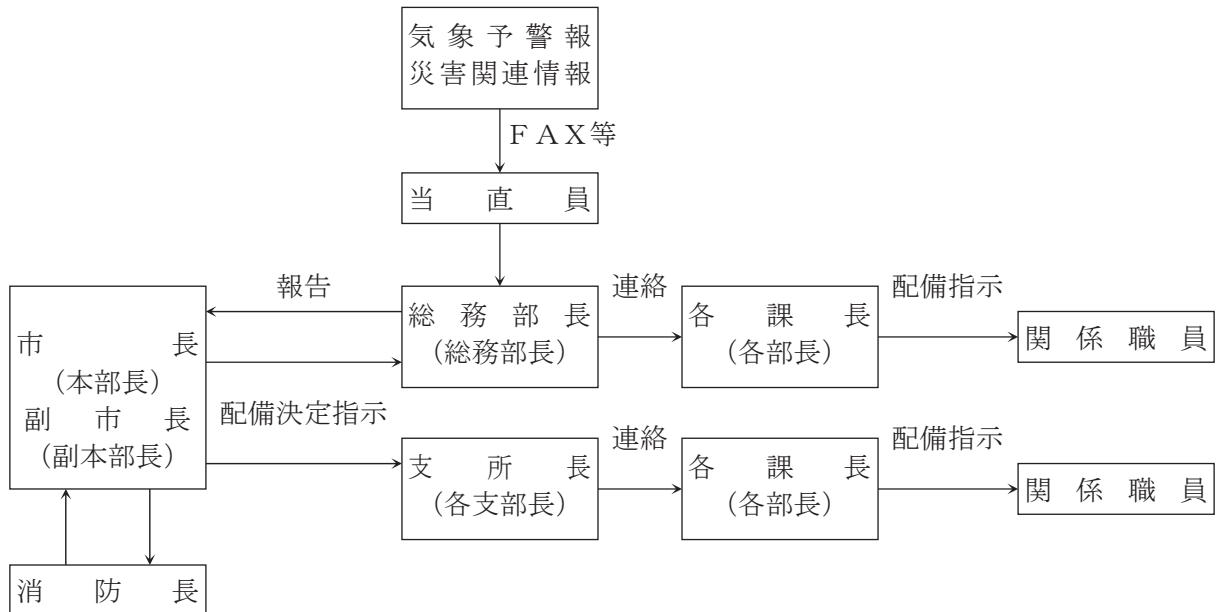 気象予警報
災害関連情報
ＦＡＸ等
当直員
報告
総務部長
(総務部長)
連絡
各課長
(各部長)
配備指示
関係職員
市長
(本部長)
副市長
(副本部長)
配備決定指示
支所長
(各支部長)
連絡
各課長
(各部長)
配備指示
関係職員
消防長